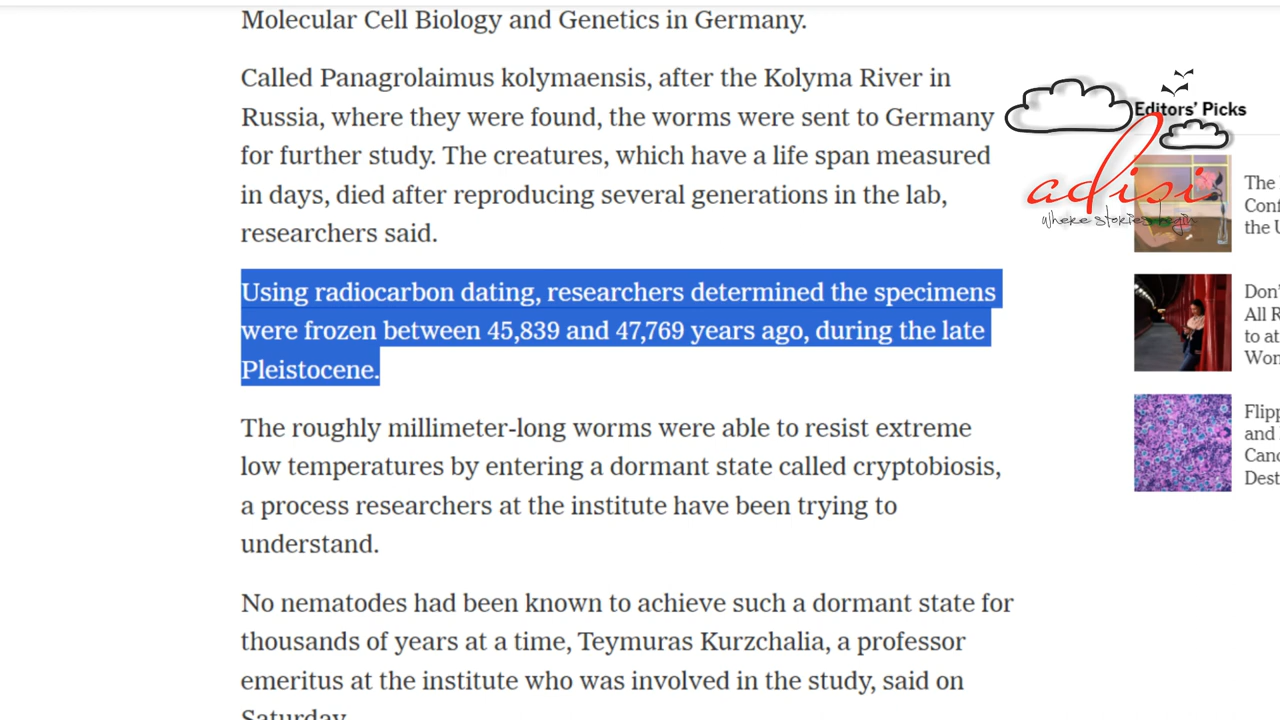 Molecular Cell Biology and Genetics in Germany.
Called Panagrolaimus kolymaensis, after the Kolyma River in
Russia, where they were found, the worms were sent to Germany
for further study. The creatures, which have a life span measured
in days, died after reproducing several generations in the lab,
researchers said.
Using radiocarbon dating, researchers determined the specimens
were frozen between 45,839 and 47,769 years ago, during the late
Pleistocene.
The roughly millimeter-long worms were able to resist extreme
low temperatures by entering a dormant state called cryptobiosis,
a process researchers at the institute have been trying to
understand.
No nematodes had been known to achieve such a dormant state for
thousands of years at a time, Teymuras Kurzchalia, a professor
emeritus at the institute who was involved in the study, said on
Saturday.
Editors' Picks
adisi
where stories begin
The
Conf
the U
Don'
All R
to at
Won
Flipp
and
Canc
Dest